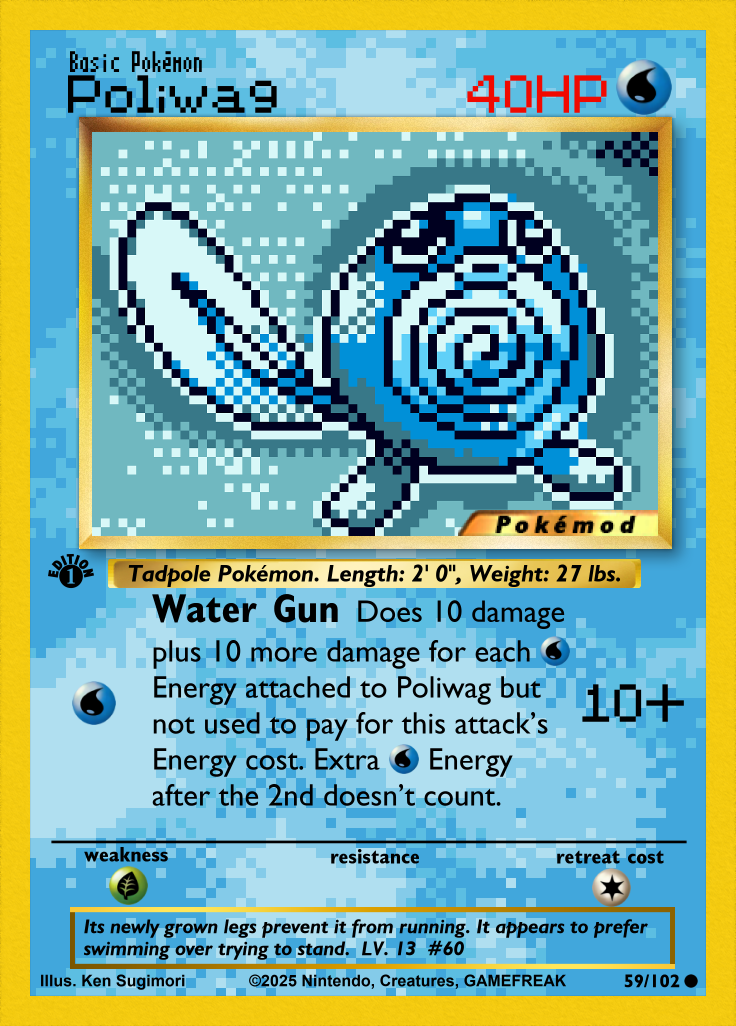 Basic Pokémon
Poliwag 40HP
Pokémod
EDITION 1
Tadpole Pokémon. Length: 2' 0", Weight: 27 lbs.
Water Gun Does 10 damage
plus 10 more damage for each
Energy attached to Poliwag but
not used to pay for this attack's
Energy cost. Extra Energy
after the 2nd doesn't count.
10+
weakness resistance retreat cost
Its newly grown legs prevent it from running. It appears to prefer
swimming over trying to stand. LV. 13 #60
Illus. Ken Sugimori ©2025 Nintendo, Creatures, GAMEFREAK 59/102